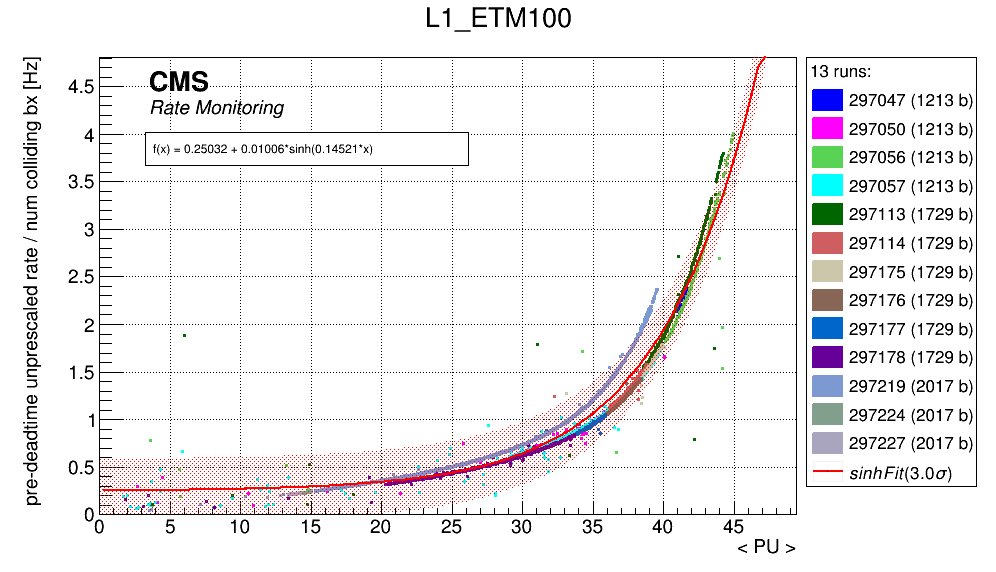 L1_ETM100
pre-deadtime unprescaled rate / num colliding bx [Hz]
CMS
Rate Monitoring
f(x) = 0.25032 + 0.01006*sinh(0.14521*x)
4.5
4
3.5
3
2.5
2
1.5
1
0.5
0
0 5 10 15 20 25 30 35 40 45
< PU >
13 runs:
297047 (1213 b)
297050 (1213 b)
297056 (1213 b)
297057 (1213 b)
297113 (1729 b)
297114 (1729 b)
297175 (1729 b)
297176 (1729 b)
297177 (1729 b)
297178 (1729 b)
297219 (2017 b)
297224 (2017 b)
297227 (2017 b)
sinhFit(3.0σ)